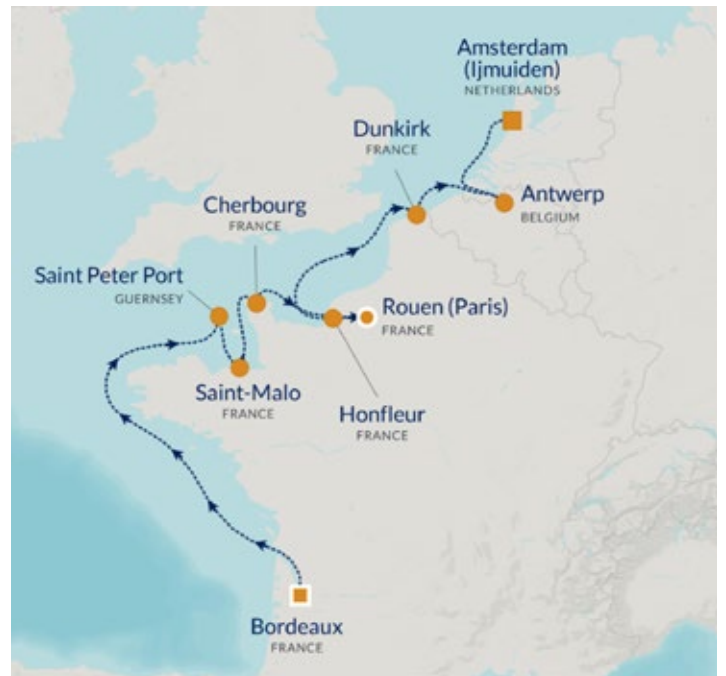 Amsterdam
(Ijmuiden)
NETHERLANDS
Dunkirk
FRANCE
Antwerp
BELGIUM
Cherbourg
FRANCE
Saint Peter Port
GUERNSEY
Rouen (Paris)
FRANCE
Saint-Malo
FRANCE
Honfleur
FRANCE
Bordeaux
FRANCE